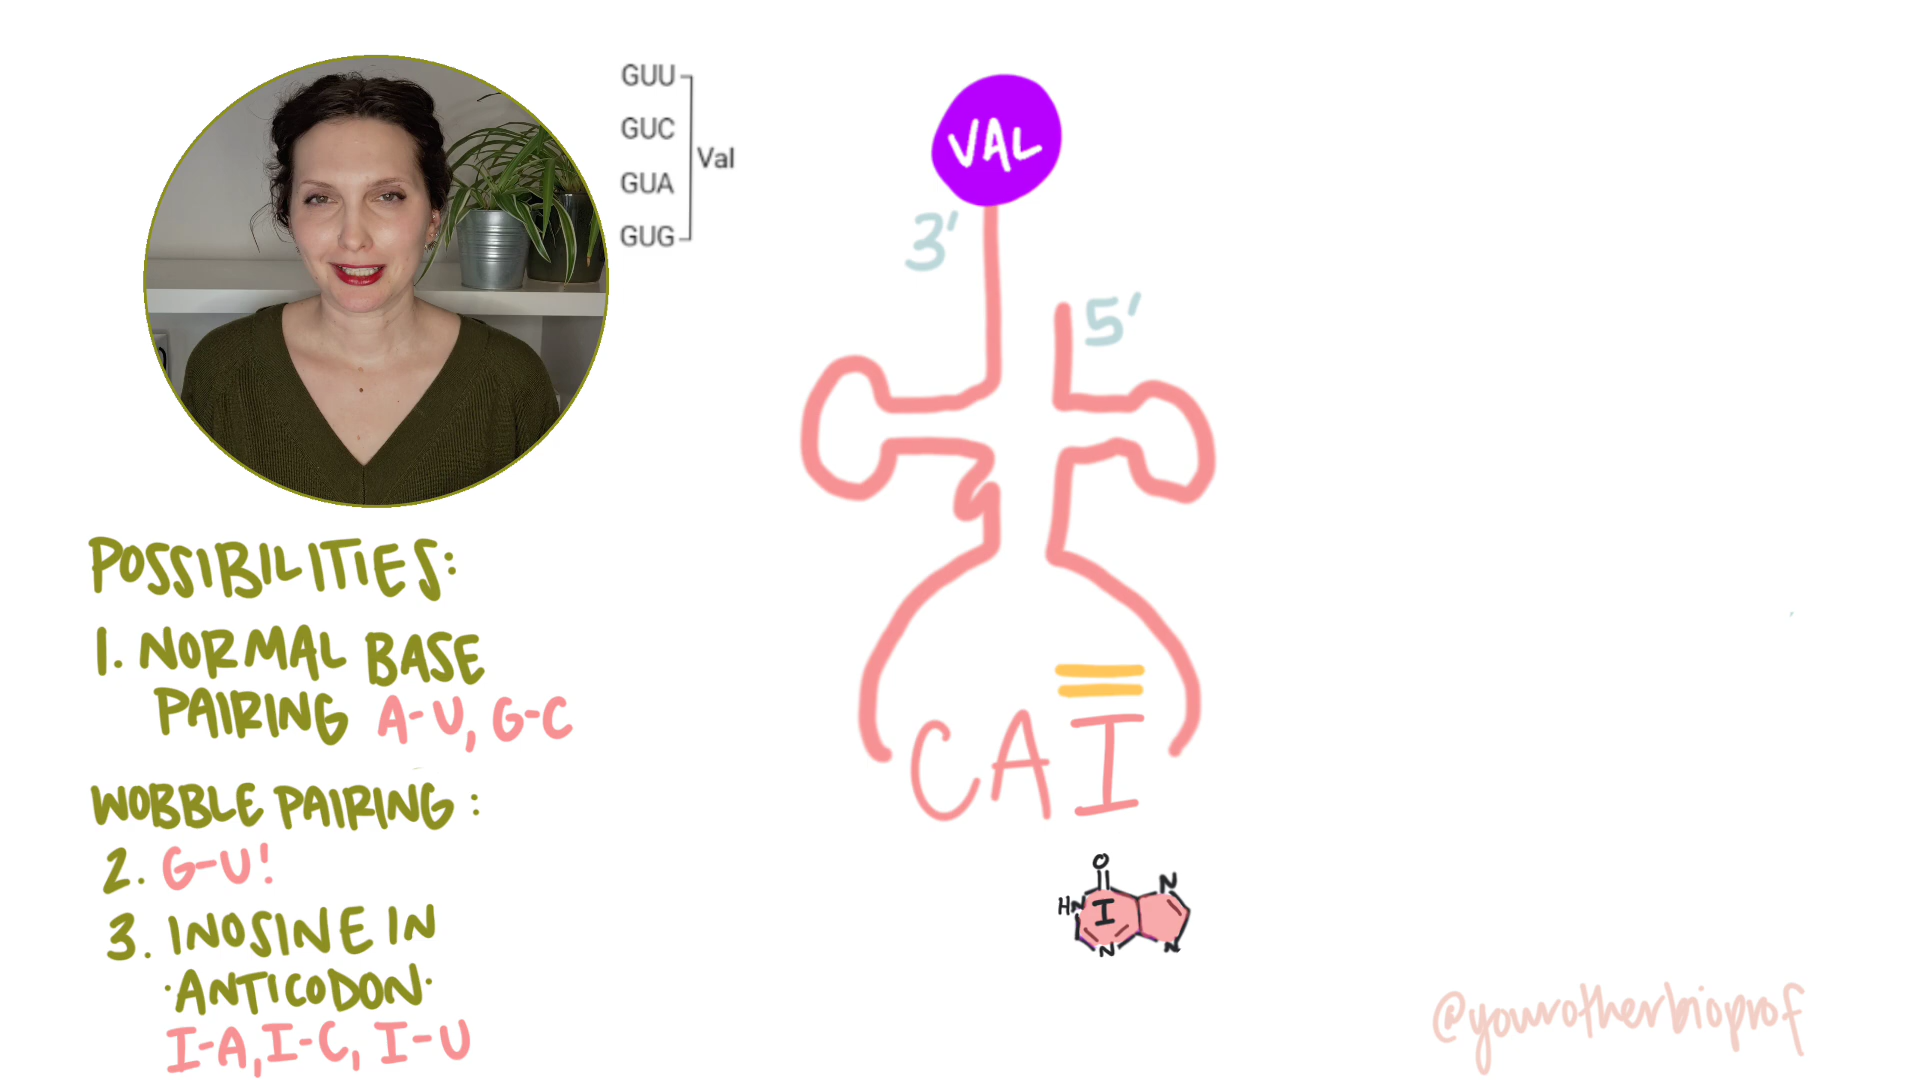 GUU
GUC
GUA
GUG
Val
VAL
3'
5'
POSSIBILITIES:
1. NORMAL BASE
PAIRING A-U, G-C
WOBBLE PAIRING:
2. G-U!
3. INOSINE IN
·ANTICODON·
I-A, I-C, I-U
CAI
O
HN
I
N
N
N
@yourotherbioprof